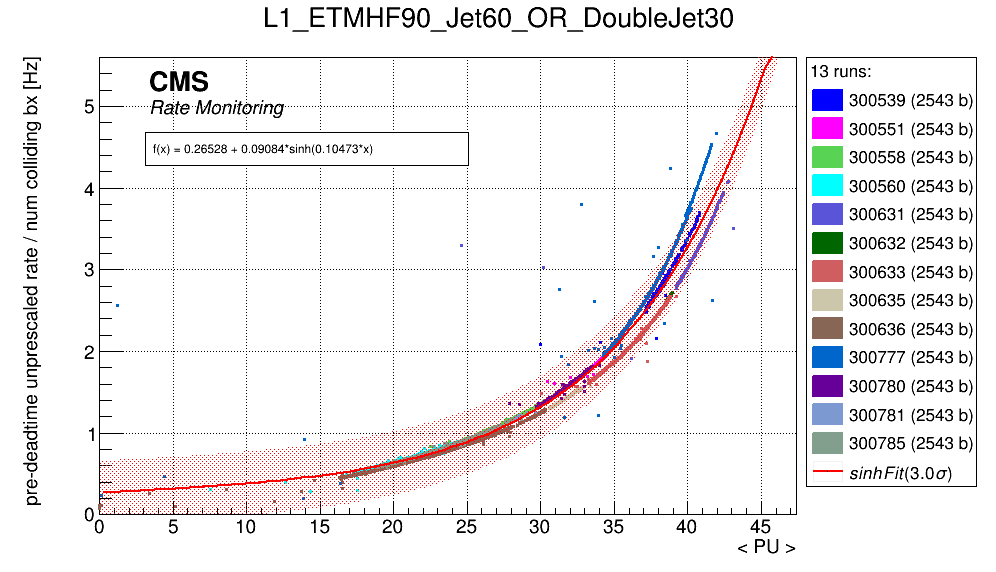 L1_ETMHF90_Jet60_OR_DoubleJet30
pre-deadtime unprescaled rate / num colliding bx [Hz]
CMS
Rate Monitoring
f(x) = 0.26528 + 0.09084*sinh(0.10473*x)
5
4
3
2
1
0
0 5 10 15 20 25 30 35 40 45
< PU >
13 runs:
300539 (2543 b)
300551 (2543 b)
300558 (2543 b)
300560 (2543 b)
300631 (2543 b)
300632 (2543 b)
300633 (2543 b)
300635 (2543 b)
300636 (2543 b)
300777 (2543 b)
300780 (2543 b)
300781 (2543 b)
300785 (2543 b)
sinhFit(3.0σ)